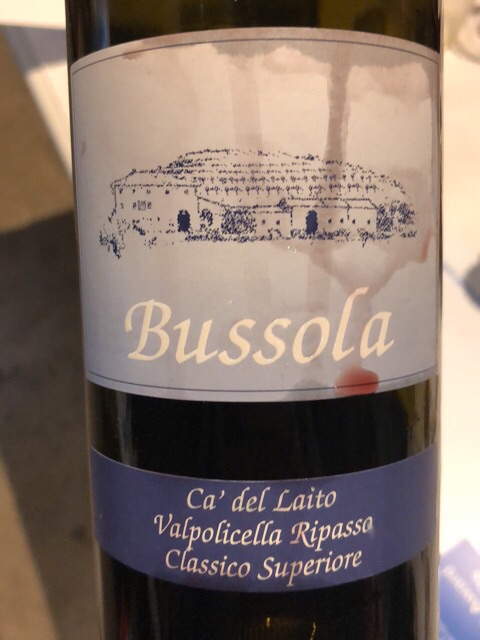 Bussola
Ca' del Laito
Valpolicella Ripasso
Classico Superiore